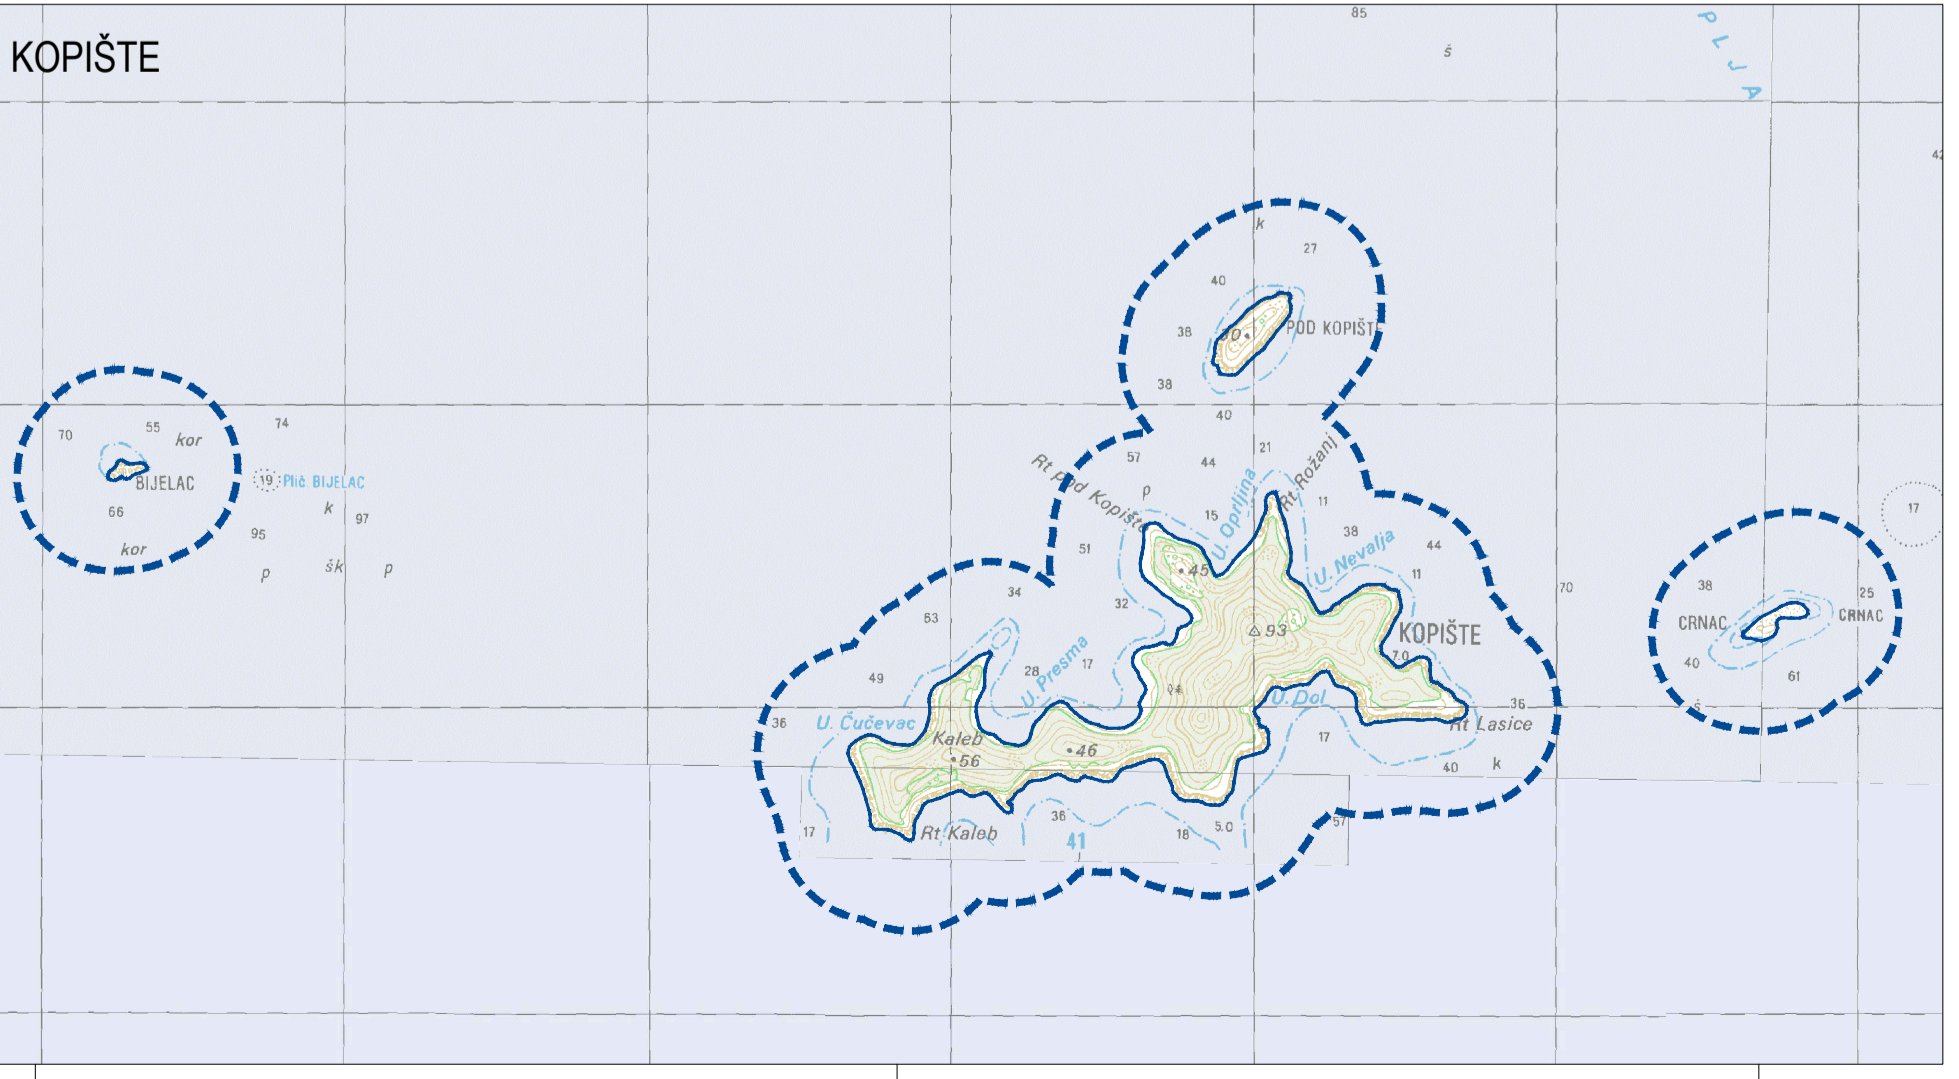 85
PLJA
KOPIŠTE
š
42
k
27
40
38
30
POD KOPIŠTE
38
40
74
55
70
kor
21
44
57
Rt Rožanj
Rt pod Kopište
19
Plič. BIJELAC
BIJELAC
p
U. Oprljina
11
17
k
66
15
97
95
38
44
U. Nevalja
51
kor
šk
p
p
45
11
70
38
34
25
32
53
CRNAC
CRNAC
93
KOPIŠTE
7.0
17
28
U. Presma
40
61
49
U. Dol
36
š
36
U. Čučevac
Rt Lasice
17
Kaleb
46
56
40
k
36
57
5.0
17
18
Rt Kaleb
41